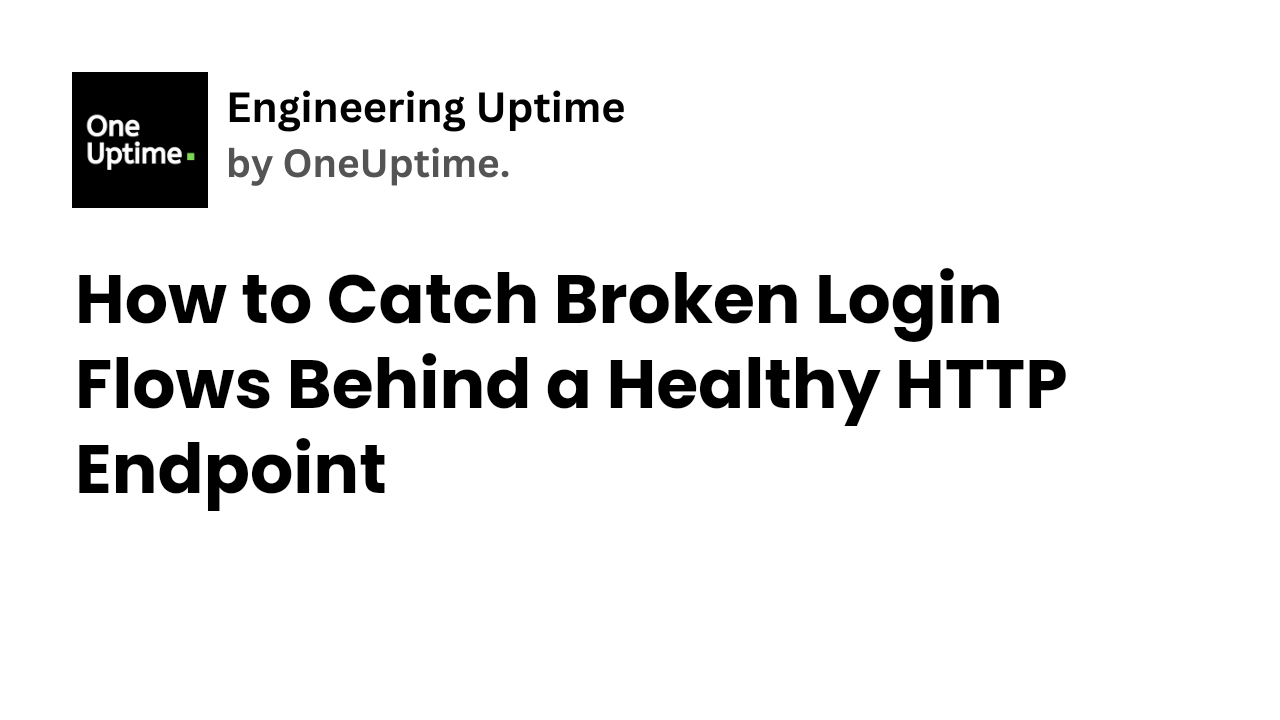 One
Uptime
Engineering Uptime
by OneUptime.
How to Catch Broken Login
Flows Behind a Healthy HTTP
Endpoint